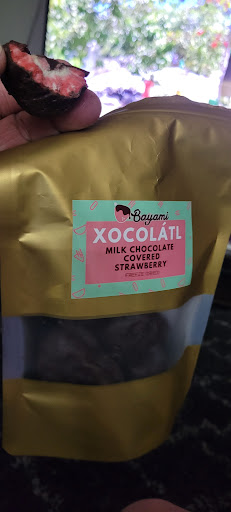 Bayami
XOCOLÁTL
MILK CHOCOLATE
COVERED
STRAWBERRY